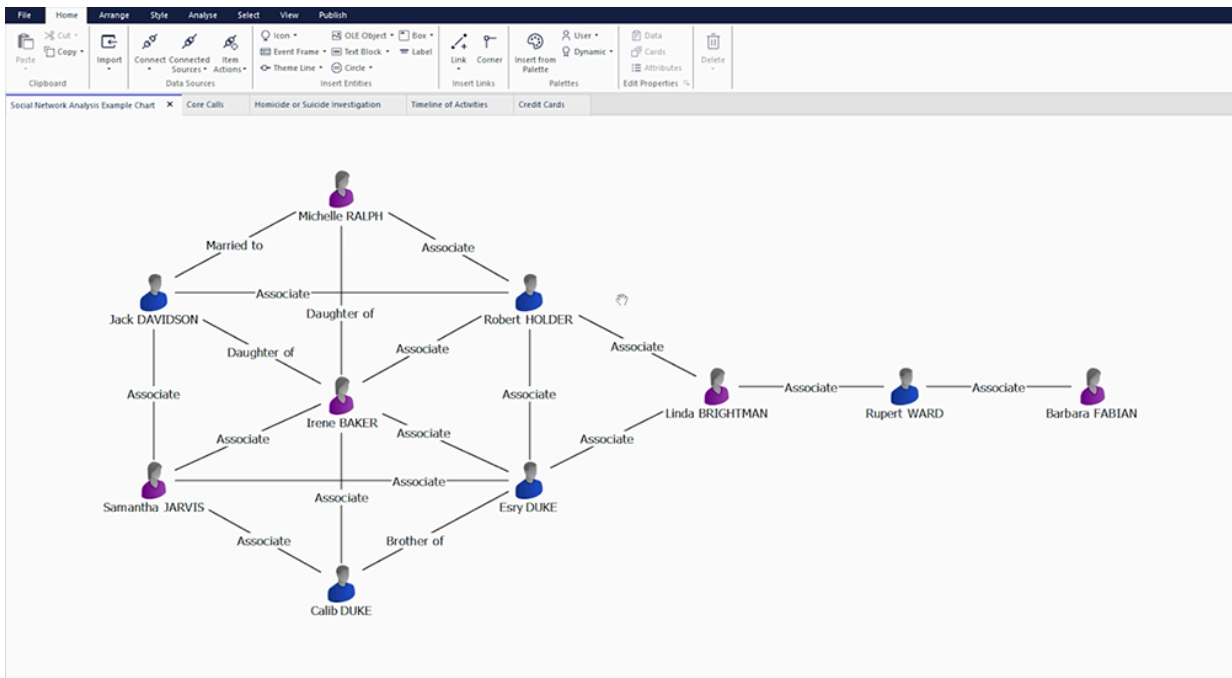 File Home Arrange Style Analyse Select View Publish
Paste Cut Copy
Clipboard
Import Connect Connected Sources Item Actions
Data Sources
Icon OLE Object Box
Event Frame Text Block Label
Theme Line Circle
Insert Entities
Link Corner
Insert Links
Insert from Palette User Dynamic
Palettes
Data
Cards
Attributes
Edit Properties
Delete
Social Network Analysis Example Chart Core Calls Homicide or Suicide Investigation Timeline of Activities Credit Cards
Michelle RALPH
Married to
Associate
Associate
Daughter of
Jack DAVIDSON
Robert HOLDER
Daughter of
Associate
Associate
Associate
Associate
Linda BRIGHTMAN
Associate
Rupert WARD
Associate
Barbara FABIAN
Irene BAKER
Associate
Associate
Associate
Associate
Associate
Samantha JARVIS
Esry DUKE
Associate
Brother of
Calib DUKE